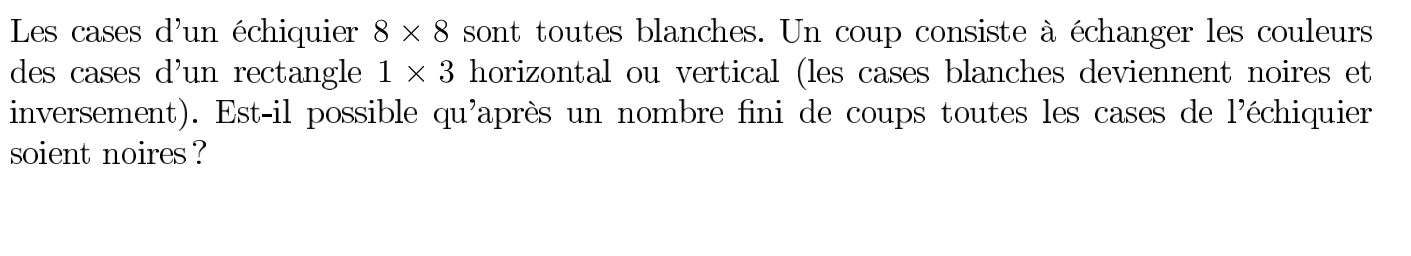 Les cases d'un échiquier 8 × 8 sont toutes blanches. Un coup consiste à échanger les couleurs
des cases d'un rectangle 1 × 3 horizontal ou vertical (les cases blanches deviennent noires et
inversement). Est-il possible qu'après un nombre fini de coups toutes les cases de l'échiquier
soient noires ?